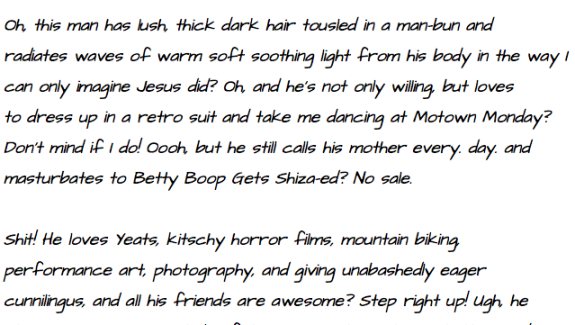 Oh, this man has lush, thick dark hair tousled in a man-bun and
radiates waves of warm soft soothing light from his body in the way I
can only imagine Jesus did? Oh, and he's not only willing, but loves
to dress up in a retro suit and take me dancing at Motown Monday?
Don't mind if I do! Oooh, but he still calls his mother every. day. and
masturbates to Betty Boop Gets Shiza-ed? No sale.
Shit! He loves Yeats, kitschy horror films, mountain biking,
performance art, photography, and giving unabashedly eager
cunnilingus, and all his friends are awesome? Step right up! Ugh, he